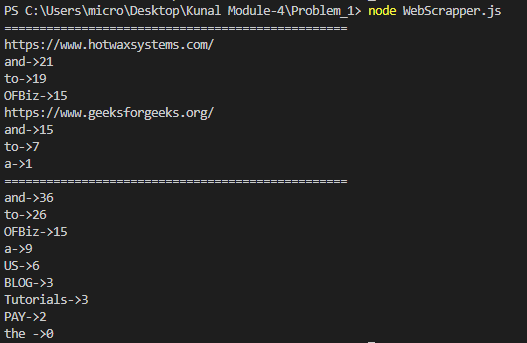 PS C:\Users\micro\Desktop\Kunal Module-4\Problem_1> node WebScrapper.js
=================================================
https://www.hotwaxsystems.com/
and->21
to->19
OFBiz->15
https://www.geeksforgeeks.org/
and->15
to->7
a->1
=================================================
and->36
to->26
OFBiz->15
a->9
US->6
BLOG->3
Tutorials->3
PAY->2
the ->0